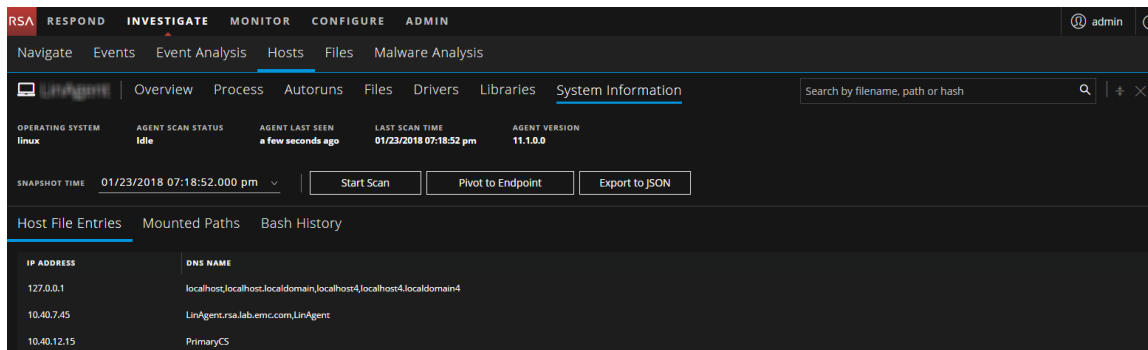 RSA RESPOND INVESTIGATE MONITOR CONFIGURE ADMIN admin
Navigate Events Event Analysis Hosts Files Malware Analysis
Overview Process Autoruns Files Drivers Libraries System Information Search by filename, path or hash
OPERATING SYSTEM AGENT SCAN STATUS AGENT LAST SEEN LAST SCAN TIME AGENT VERSION
linux Idle a few seconds ago 01/23/2018 07:18:52 pm 11.1.0.0
SNAPSHOT TIME 01/23/2018 07:18:52.000 pm Start Scan Pivot to Endpoint Export to JSON
Host File Entries Mounted Paths Bash History
IP ADDRESS DNS NAME
127.0.0.1 localhost,localhost.localdomain,localhost4,localhost4.localdomain4
10.40.7.45 LinAgent.rsa.lab.emc.com,LinAgent
10.40.12.15 PrimaryCS